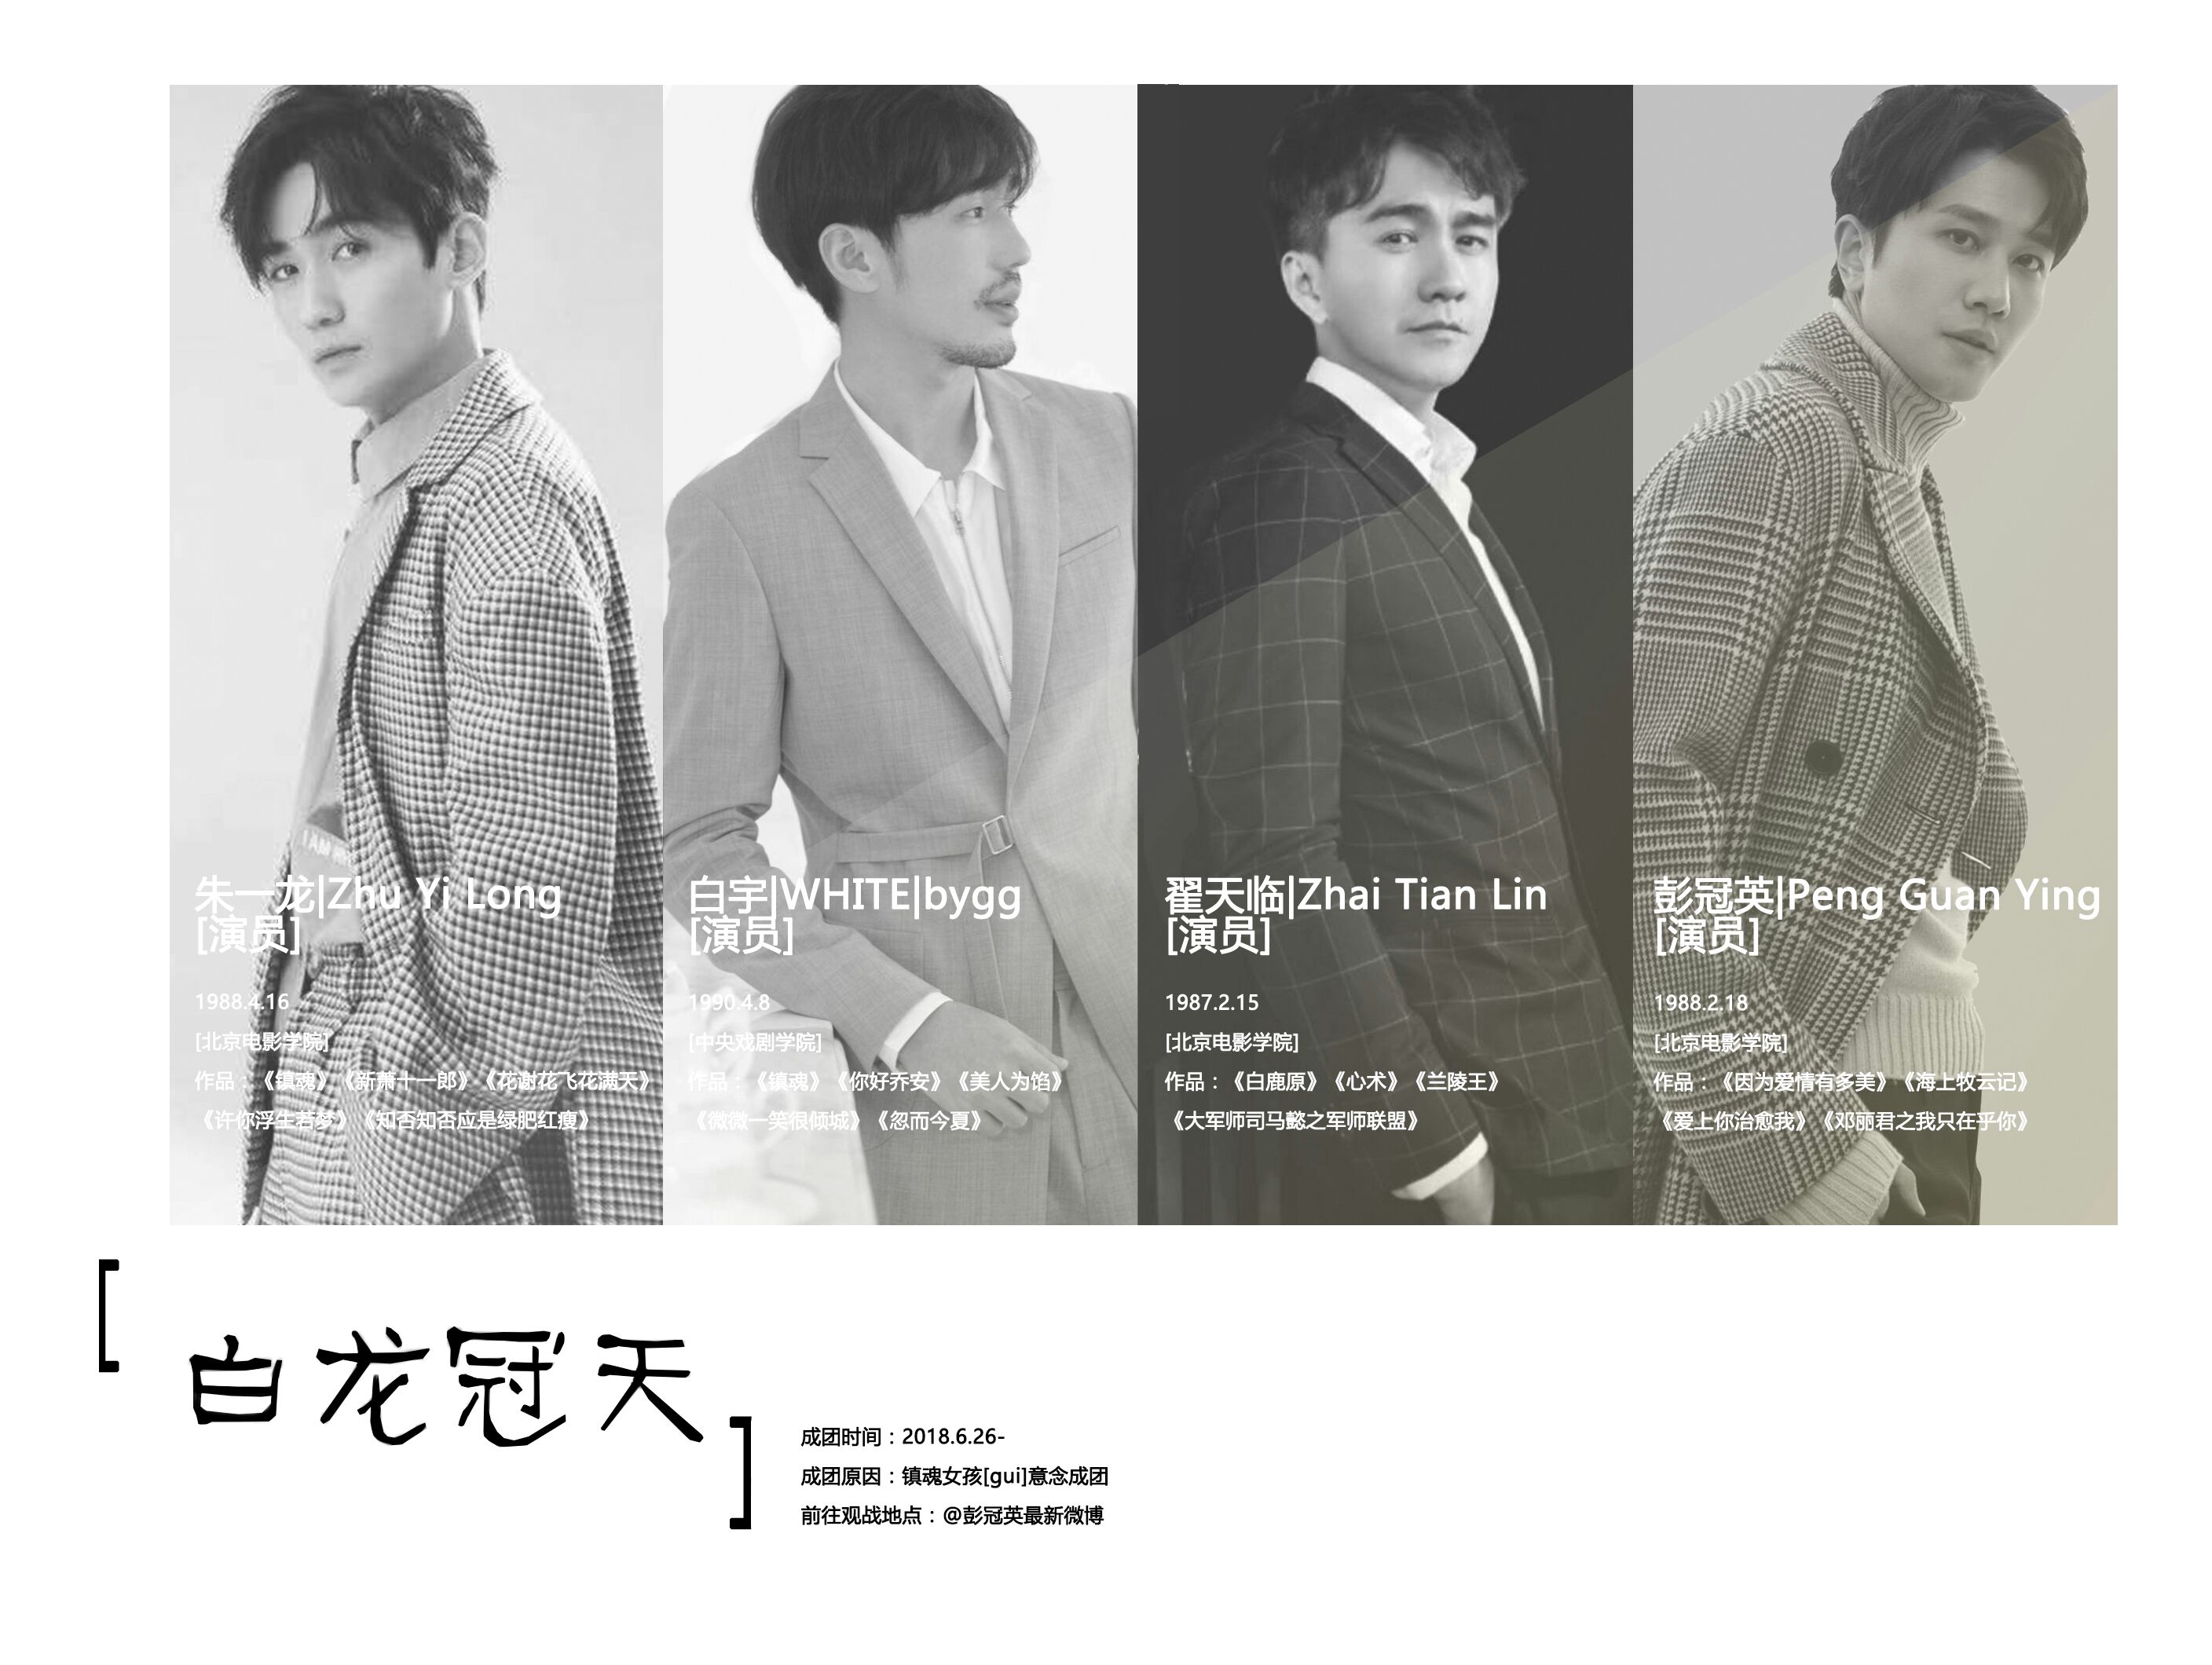 朱一龙|Zhu Yi Long
[演员]
1988.4.16
[北京电影学院]
作品：《镇魂》《新萧十一郎》《花谢花飞花满天》
《许你浮生若梦》《知否知否应是绿肥红瘦》
白宇|WHITE|bygg
[演员]
1990.4.8
[中央戏剧学院]
作品：《镇魂》《你好乔安》《美人为馅》
《微微一笑很倾城》《忽而今夏》
翟天临|Zhai Tian Lin
[演员]
1987.2.15
[北京电影学院]
作品：《白鹿原》《心术》《兰陵王》
《大军师司马懿之军师联盟》
彭冠英|Peng Guan Ying
[演员]
1988.2.18
[北京电影学院]
作品：《因为爱情有多美》《海上牧云记》
《爱上你治愈我》《邓丽君之我只在乎你》
I AM
[白龙冠天]
成团时间：2018.6.26-
成团原因：镇魂女孩[gui]意念成团
前往观战地点：@彭冠英最新微博